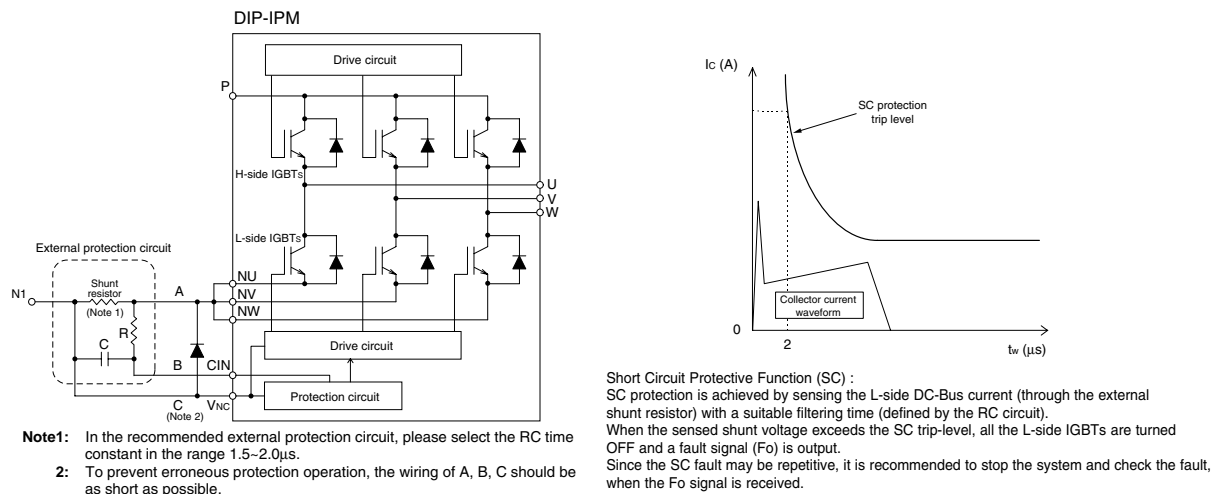 DIP-IPM
Drive circuit
P
H-side IGBTs
U
V
W
L-side IGBTs
External protection circuit
NU
Shunt
resistor
N1
A
NV
(Note 1)
NW
R
Drive circuit
C
B
CIN
C
VNC
Protection circuit
(Note 2)
Note1: In the recommended external protection circuit, please select the RC time
constant in the range 1.5~2.0μs.
2: To prevent erroneous protection operation, the wiring of A, B, C should be
as short as possible.
IC (A)
SC protection
trip level
Collector current
waveform
0
2
tw (μs)
Short Circuit Protective Function (SC) :
SC protection is achieved by sensing the L-side DC-Bus current (through the external
shunt resistor) with a suitable filtering time (defined by the RC circuit).
When the sensed shunt voltage exceeds the SC trip-level, all the L-side IGBTs are turned
OFF and a fault signal (Fo) is output.
Since the SC fault may be repetitive, it is recommended to stop the system and check the fault,
when the Fo signal is received.